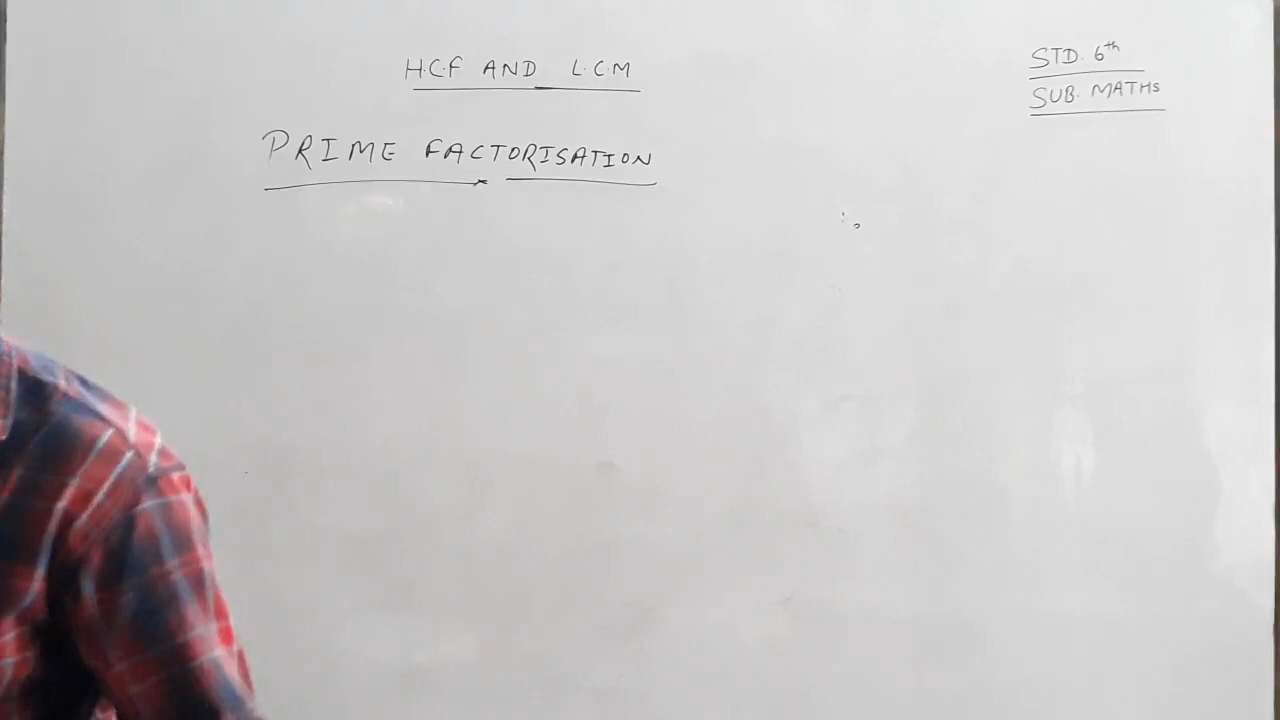 H.C.F AND L.C.M
STD. 6th
SUB. MATHS
PRIME FACTORISATION